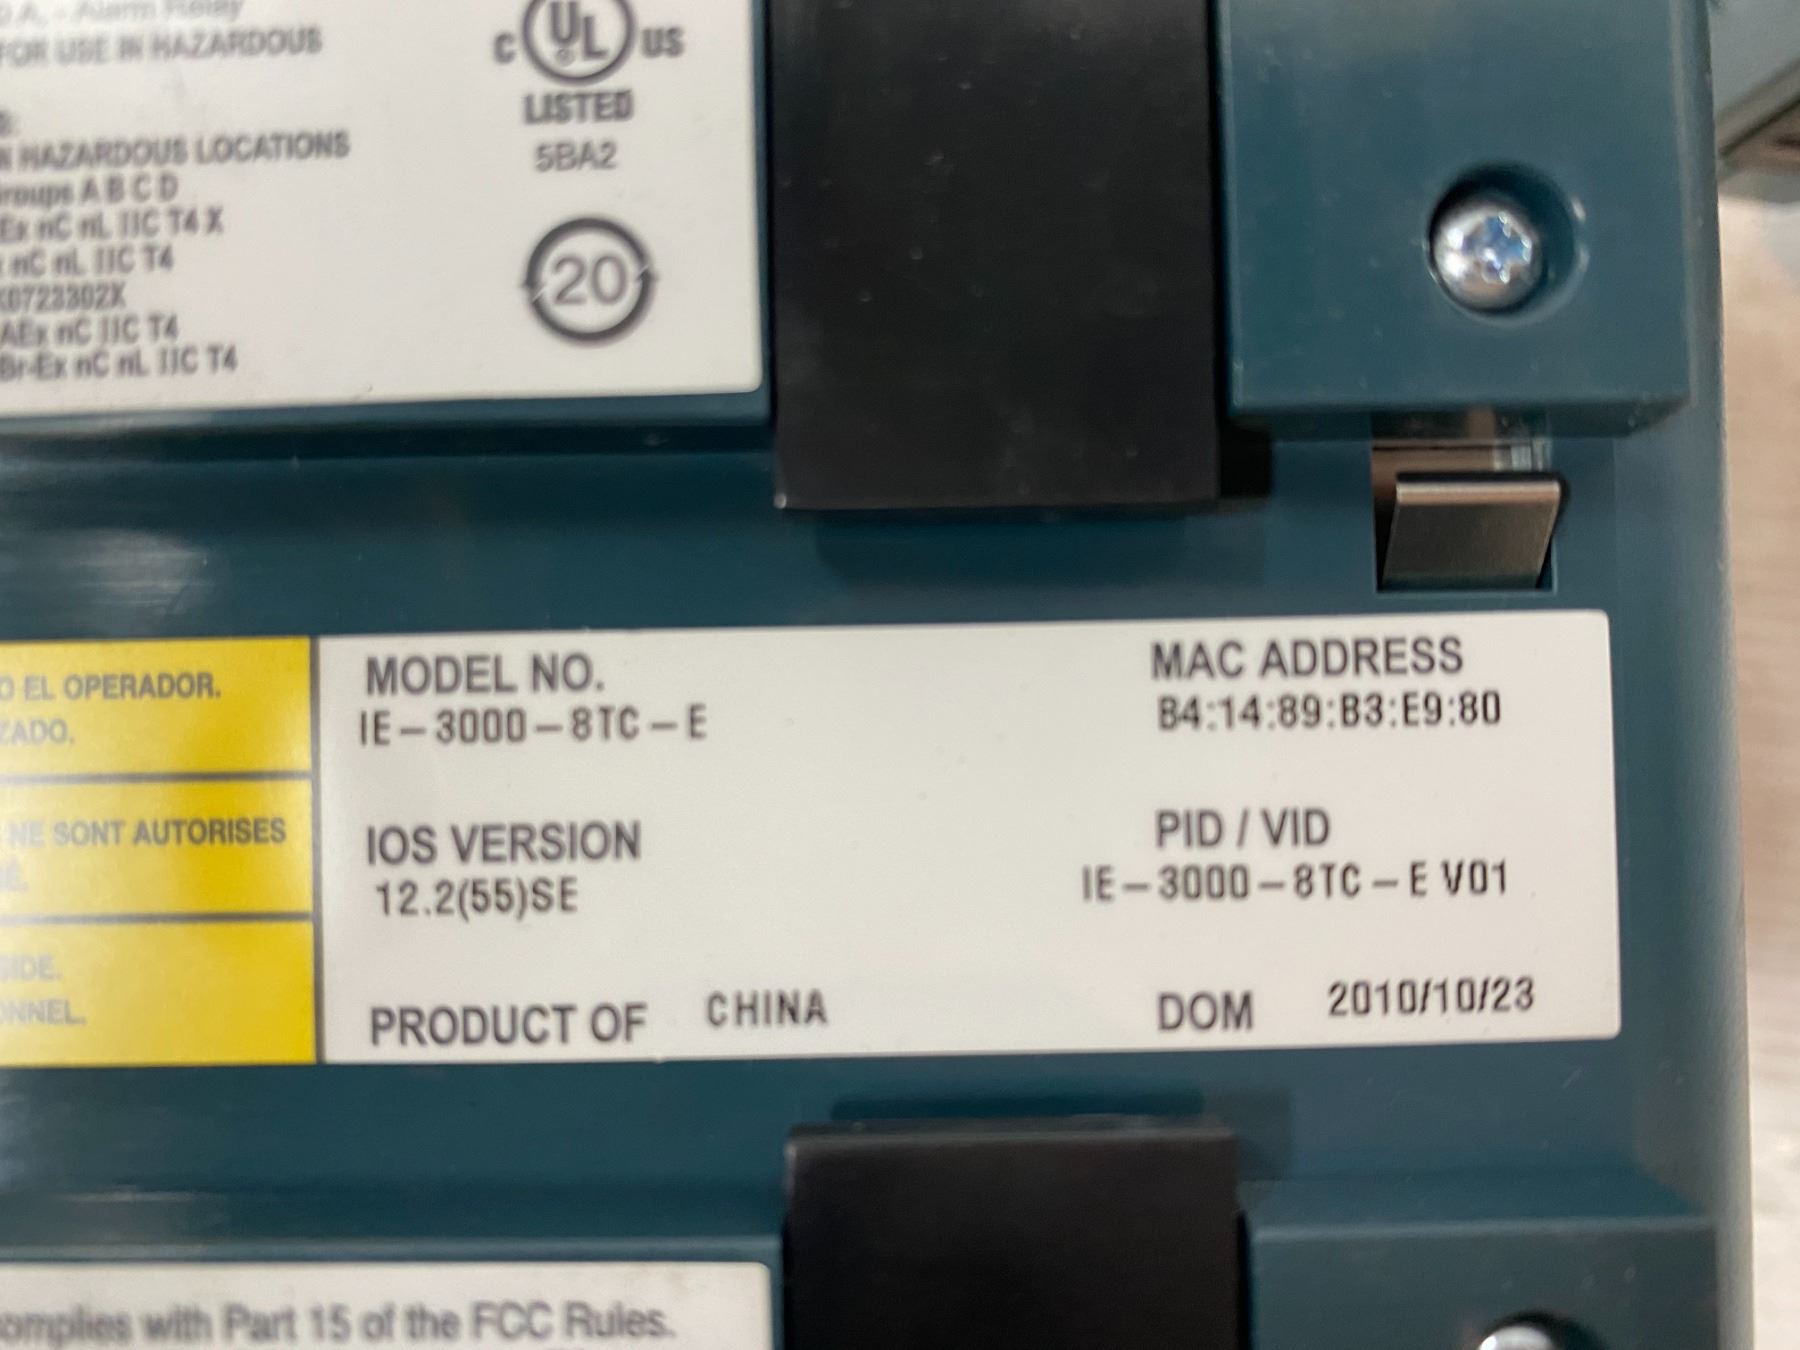 D.A. - Alarm Relay
FOR USE IN HAZARDOUS
C UL US
LISTED
5BA2
HAZARDOUS LOCATIONS
Groups A B C D
Ex nC nL IIC T4 X
nC nL IIC T4
0723302X
AEx nC IIC T4
Br-Ex nC nL IIC T4
20
O EL OPERADOR.
ZADO.
NE SONT AUTORISES
É.
SIDE.
ONNEL.
MODEL NO.
IE-3000-8TC-E
MAC ADDRESS
B4:14:89:B3:E9:80
IOS VERSION
12.2(55)SE
PID / VID
IE-3000-8TC-E V01
PRODUCT OF CHINA
DOM 2010/10/23
omplies with Part 15 of the FCC Rules.